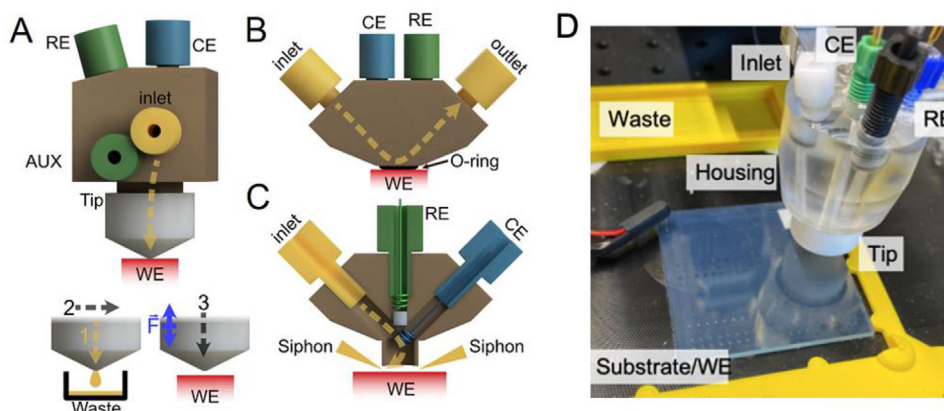 A
RE
CE
inlet
AUX
Tip
WE
2
1
Waste
F
3
WE
B
inlet
CE
RE
outlet
O-ring
WE
C
inlet
RE
CE
Siphon
Siphon
WE
D
CE
Inlet
RE
Waste
Housing
Tip
Substrate/WE